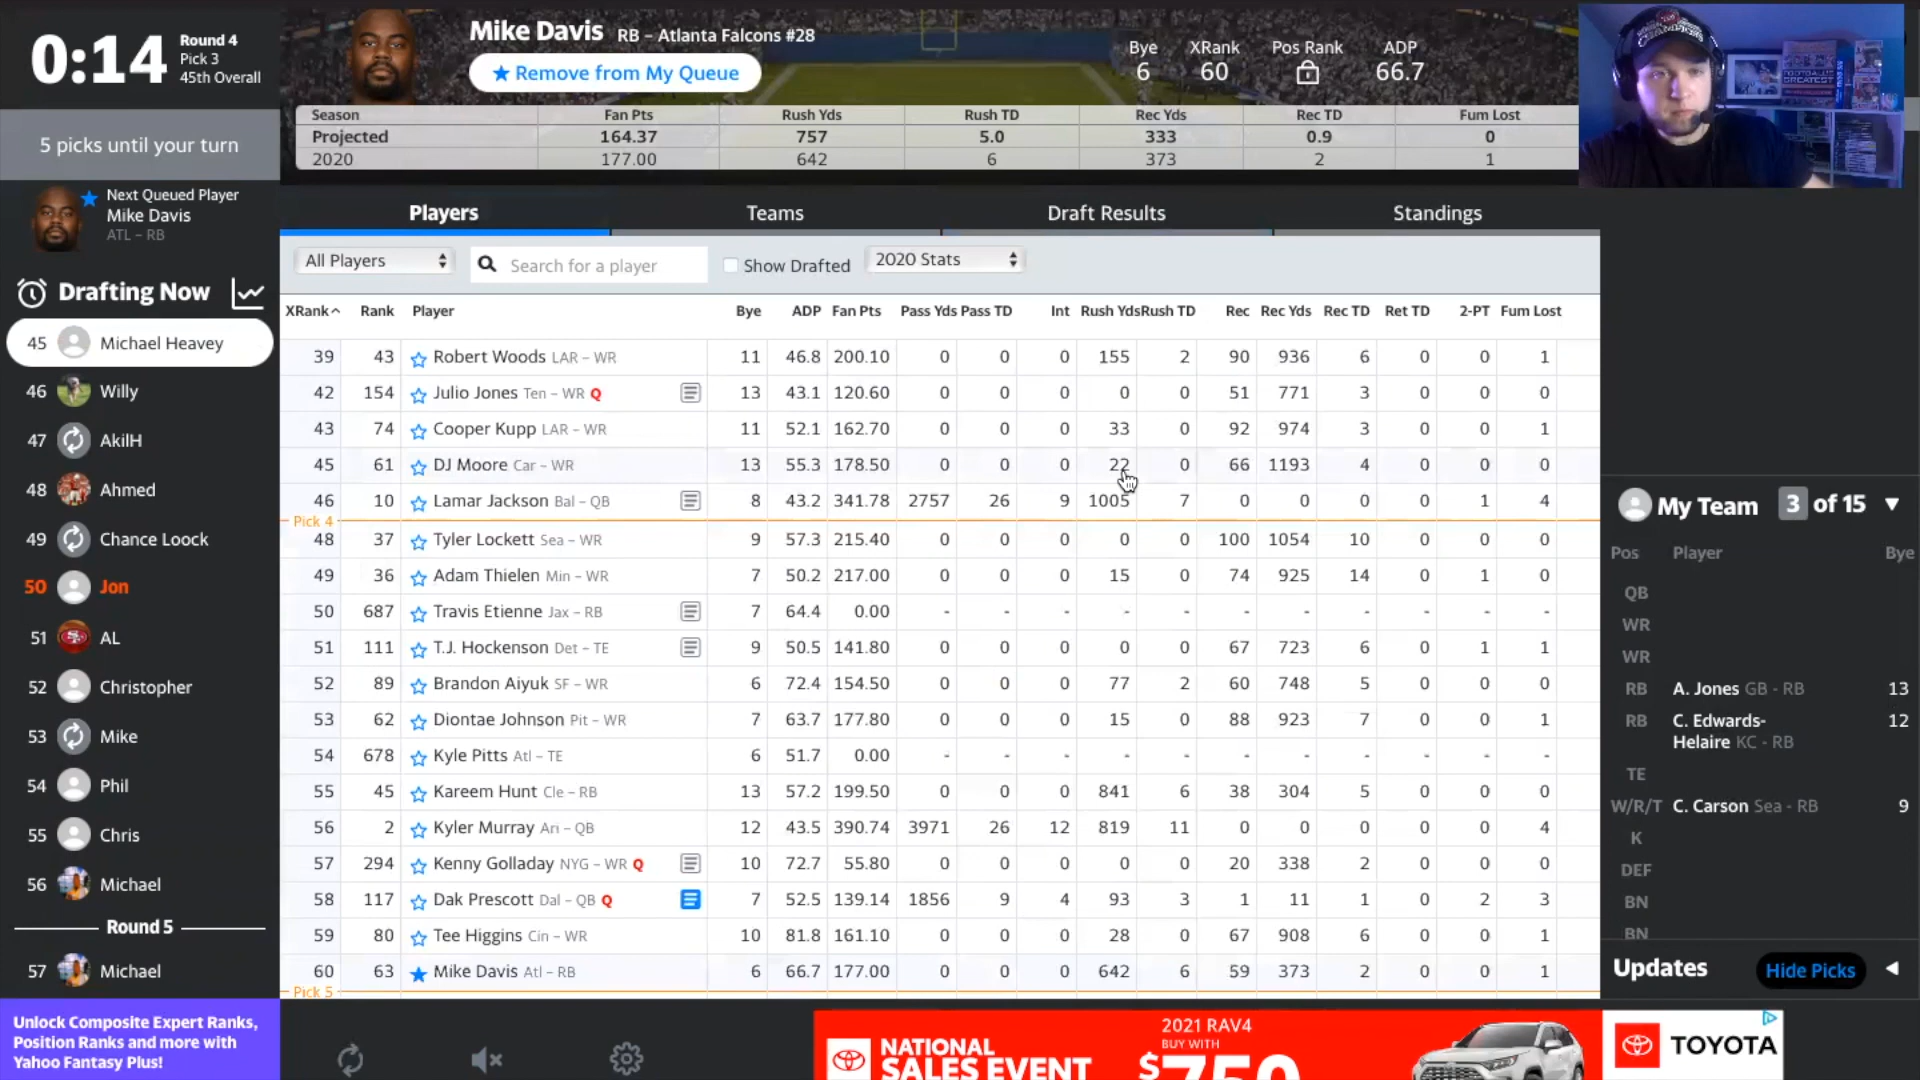 0:14
Round 4
Pick 3
45th Overall
5 picks until your turn
Next Queued Player
Mike Davis
ATL – RB
Drafting Now
45 Michael Heavey
46 Willy
47 AkilH
48 Ahmed
49 Chance Loock
50 Jon
51 AL
52 Christopher
53 Mike
54 Phil
55 Chris
56 Michael
Round 5
57 Michael
Unlock Composite Expert Ranks,
Position Ranks and more with
Yahoo Fantasy Plus!
Mike Davis RB – Atlanta Falcons #28
★ Remove from My Queue
Bye XRank Pos Rank ADP
6 60 66.7
Season Fan Pts Rush Yds Rush TD Rec Yds Rec TD Fum Lost
Projected 164.37 757 5.0 333 0.9 0
2020 177.00 642 6 373 2 1
Players Teams Draft Results Standings
All Players Search for a player Show Drafted 2020 Stats
XRank^ Rank Player Bye ADP Fan Pts Pass Yds Pass TD Int Rush Yds Rush TD Rec Rec Yds Rec TD Ret TD 2-PT Fum Lost
39 43 Robert Woods LAR – WR 11 46.8 200.10 0 0 0 155 2 90 936 6 0 0 1
42 154 Julio Jones Ten – WR Q 13 43.1 120.60 0 0 0 0 0 51 771 3 0 0 0
43 74 Cooper Kupp LAR – WR 11 52.1 162.70 0 0 0 33 0 92 974 3 0 0 1
45 61 DJ Moore Car – WR 13 55.3 178.50 0 0 0 22 0 66 1193 4 0 0 0
46 10 Lamar Jackson Bal – QB 8 43.2 341.78 2757 26 9 1005 7 0 0 0 0 1 4
Pick 4
48 37 Tyler Lockett Sea – WR 9 57.3 215.40 0 0 0 0 0 100 1054 10 0 0 0
49 36 Adam Thielen Min – WR 7 50.2 217.00 0 0 0 15 0 74 925 14 0 1 0
50 687 Travis Etienne Jax – RB 7 64.4 0.00 - - - - - - - - - - -
51 111 T.J. Hockenson Det – TE 9 50.5 141.80 0 0 0 0 0 67 723 6 0 1 1
52 89 Brandon Aiyuk SF – WR 6 72.4 154.50 0 0 0 77 2 60 748 5 0 0 0
53 62 Diontae Johnson Pit – WR 7 63.7 177.80 0 0 0 15 0 88 923 7 0 0 1
54 678 Kyle Pitts Atl – TE 6 51.7 0.00 - - - - - - - - - - -
55 45 Kareem Hunt Cle – RB 13 57.2 199.50 0 0 0 841 6 38 304 5 0 0 0
56 2 Kyler Murray Ari – QB 12 43.5 390.74 3971 26 12 819 11 0 0 0 0 0 4
57 294 Kenny Golladay NYG – WR Q 10 72.7 55.80 0 0 0 0 0 20 338 2 0 0 0
58 117 Dak Prescott Dal – QB Q 7 52.5 139.14 1856 9 4 93 3 1 11 1 0 2 3
59 80 Tee Higgins Cin – WR 10 81.8 161.10 0 0 0 28 0 67 908 6 0 0 1
60 63 Mike Davis Atl – RB 6 66.7 177.00 0 0 0 642 6 59 373 2 0 0 1
Pick 5
My Team 3 of 15 ▼
Pos Player Bye
QB
WR
WR
RB A. Jones GB - RB 13
RB C. Edwards- 12
Helaire KC - RB
TE
W/R/T C. Carson Sea - RB 9
K
DEF
BN
BN
Updates Hide Picks
NATIONAL
SALES EVENT
2021 RAV4
BUY WITH
$750
TOYOTA